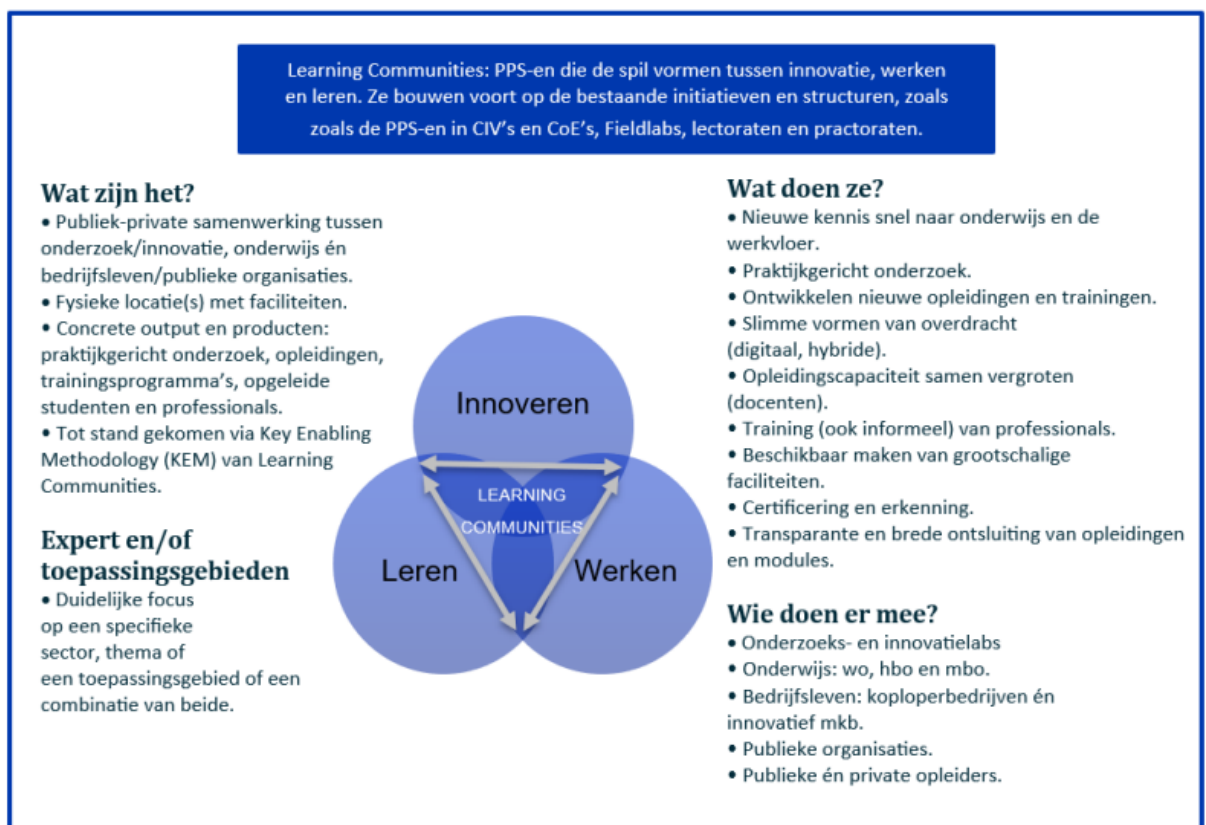 Learning Communities: PPS-en die de spil vormen tussen innovatie, werken
en leren. Ze bouwen voort op de bestaande initiatieven en structuren, zoals
zoals de PPS-en in CIV's en CoE's, Fieldlabs, lectoraten en practoraten.
Wat zijn het?
• Publiek-private samenwerking tussen
onderzoek/innovatie, onderwijs én
bedrijfsleven/publieke organisaties.
• Fysieke locatie(s) met faciliteiten.
• Concrete output en producten:
praktijkgericht onderzoek, opleidingen,
trainingsprogramma's, opgeleide
studenten en professionals.
• Tot stand gekomen via Key Enabling
Methodology (KEM) van Learning
Communities.
Expert en/of
toepassingsgebieden
• Duidelijke focus
op een specifieke
sector, thema of
een toepassingsgebied of een
combinatie van beide.
Innoveren
LEARNING
COMMUNITIES
Leren
Werken
Wat doen ze?
• Nieuwe kennis snel naar onderwijs en de
werkvloer.
• Praktijkgericht onderzoek.
• Ontwikkelen nieuwe opleidingen en trainingen.
• Slimme vormen van overdracht
(digitaal, hybride).
• Opleidingscapaciteit samen vergroten
(docenten).
• Training (ook informeel) van professionals.
• Beschikbaar maken van grootschalige
faciliteiten.
• Certificering en erkenning.
• Transparante en brede ontsluiting van opleidingen
en modules.
Wie doen er mee?
• Onderzoeks- en innovatielabs
• Onderwijs: wo, hbo en mbo.
• Bedrijfsleven: koploperbedrijven én
innovatief mkb.
• Publieke organisaties.
• Publieke én private opleiders.